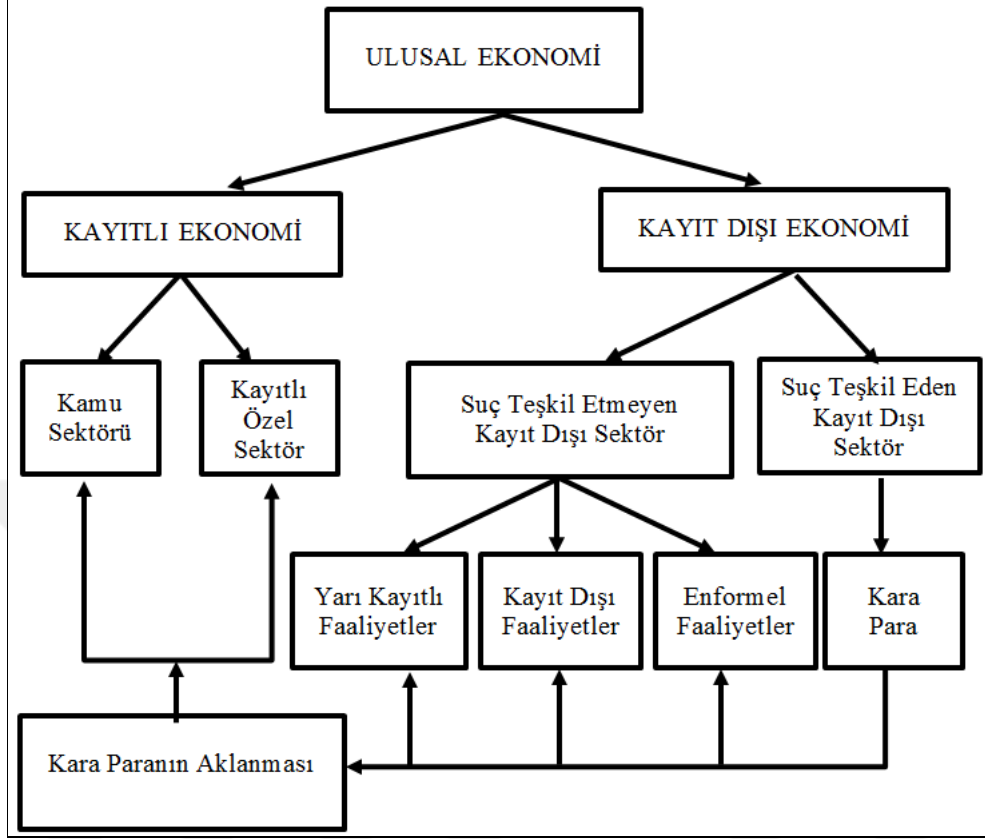 ULUSAL EKONOMİ
KAYITLI EKONOMİ
KAYIT DIŞI EKONOMİ
Kamu
Sektörü
Kayıtlı
Özel
Sektör
Suç Teşkil Etmeyen
Kayıt Dışı Sektör
Suç Teşkil Eden
Kayıt Dışı
Sektör
Yarı Kayıtlı
Faaliyetler
Kayıt Dışı
Faaliyetler
Enformel
Faaliyetler
Kara
Para
Kara Paranın Aklanması